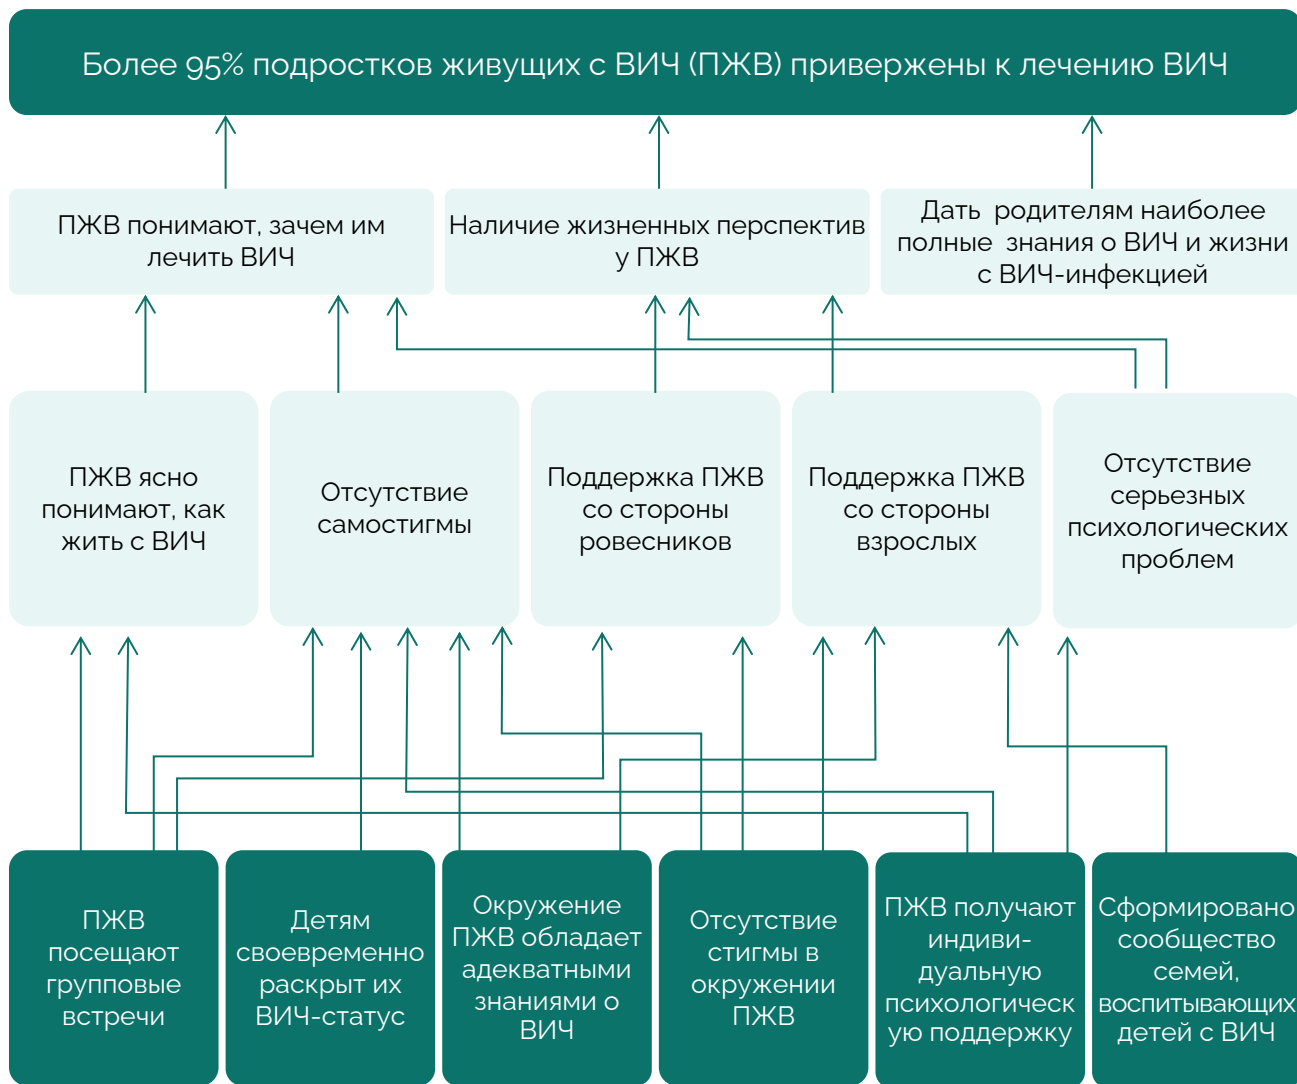 Более 95% подростков живущих с ВИЧ (ПЖВ) привержены к лечению ВИЧ
ПЖВ понимают, зачем им
лечить ВИЧ
Наличие жизненных перспектив
у ПЖВ
Дать родителям наиболее
полные знания о ВИЧ и жизни
с ВИЧ-инфекцией
ПЖВ ясно
понимают, как
жить с ВИЧ
Отсутствие
самостигмы
Поддержка ПЖВ
со стороны
ровесников
Поддержка ПЖВ
со стороны
взрослых
Отсутствие
серьезных
психологических
проблем
ПЖВ
посещают
групповые
встречи
Детям
своевременно
раскрыт их
ВИЧ-статус
Окружение
ПЖВ обладает
адекватными
знаниями о
ВИЧ
Отсутствие
стигмы в
окружении
ПЖВ
ПЖВ получают
индиви-
дуальную
психологическ
ую поддержку
Сформировано
сообщество
семей,
воспитывающих
детей с ВИЧ